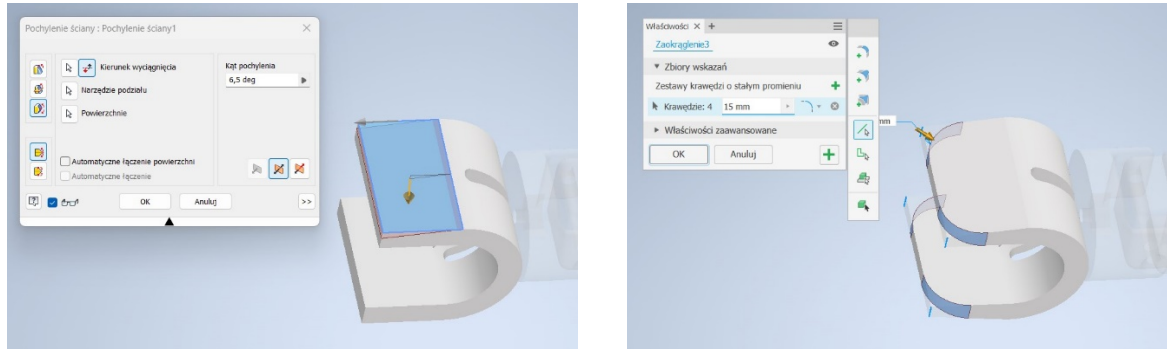 Pochylenie ściany : Pochylenie ściany1
Kierunek wyciągnięcia
Narzędzie podziału
Powierzchnie
Kąt pochylenia
6,5 deg
Automatyczne łączenie powierzchni
Automatyczne łączenie
OK
Anuluj
>>
Właściwości × +
Zaokrąglenie3
Zbiory wskazań
Zestawy krawędzi o stałym promieniu
Krawędzie: 4 15 mm
Właściwości zaawansowane
OK
Anuluj
mm